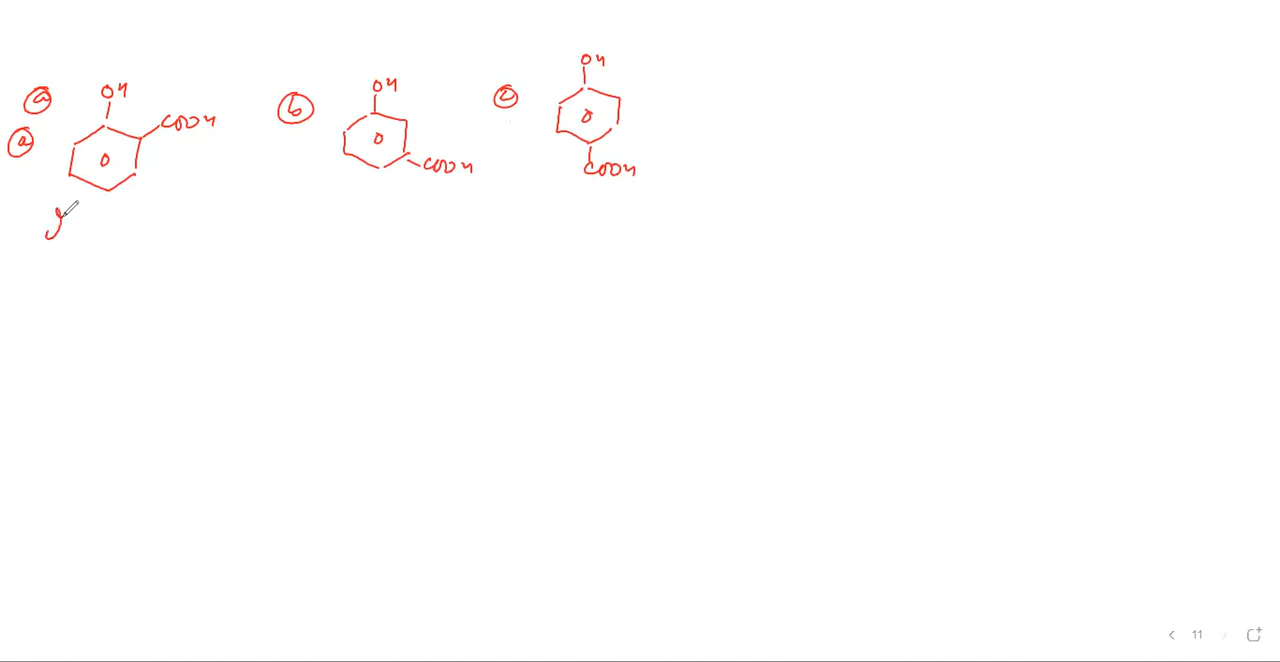 ⓐ OH
ⓐ COOH
ⓑ OH
COOH
ⓒ OH
COOH
11